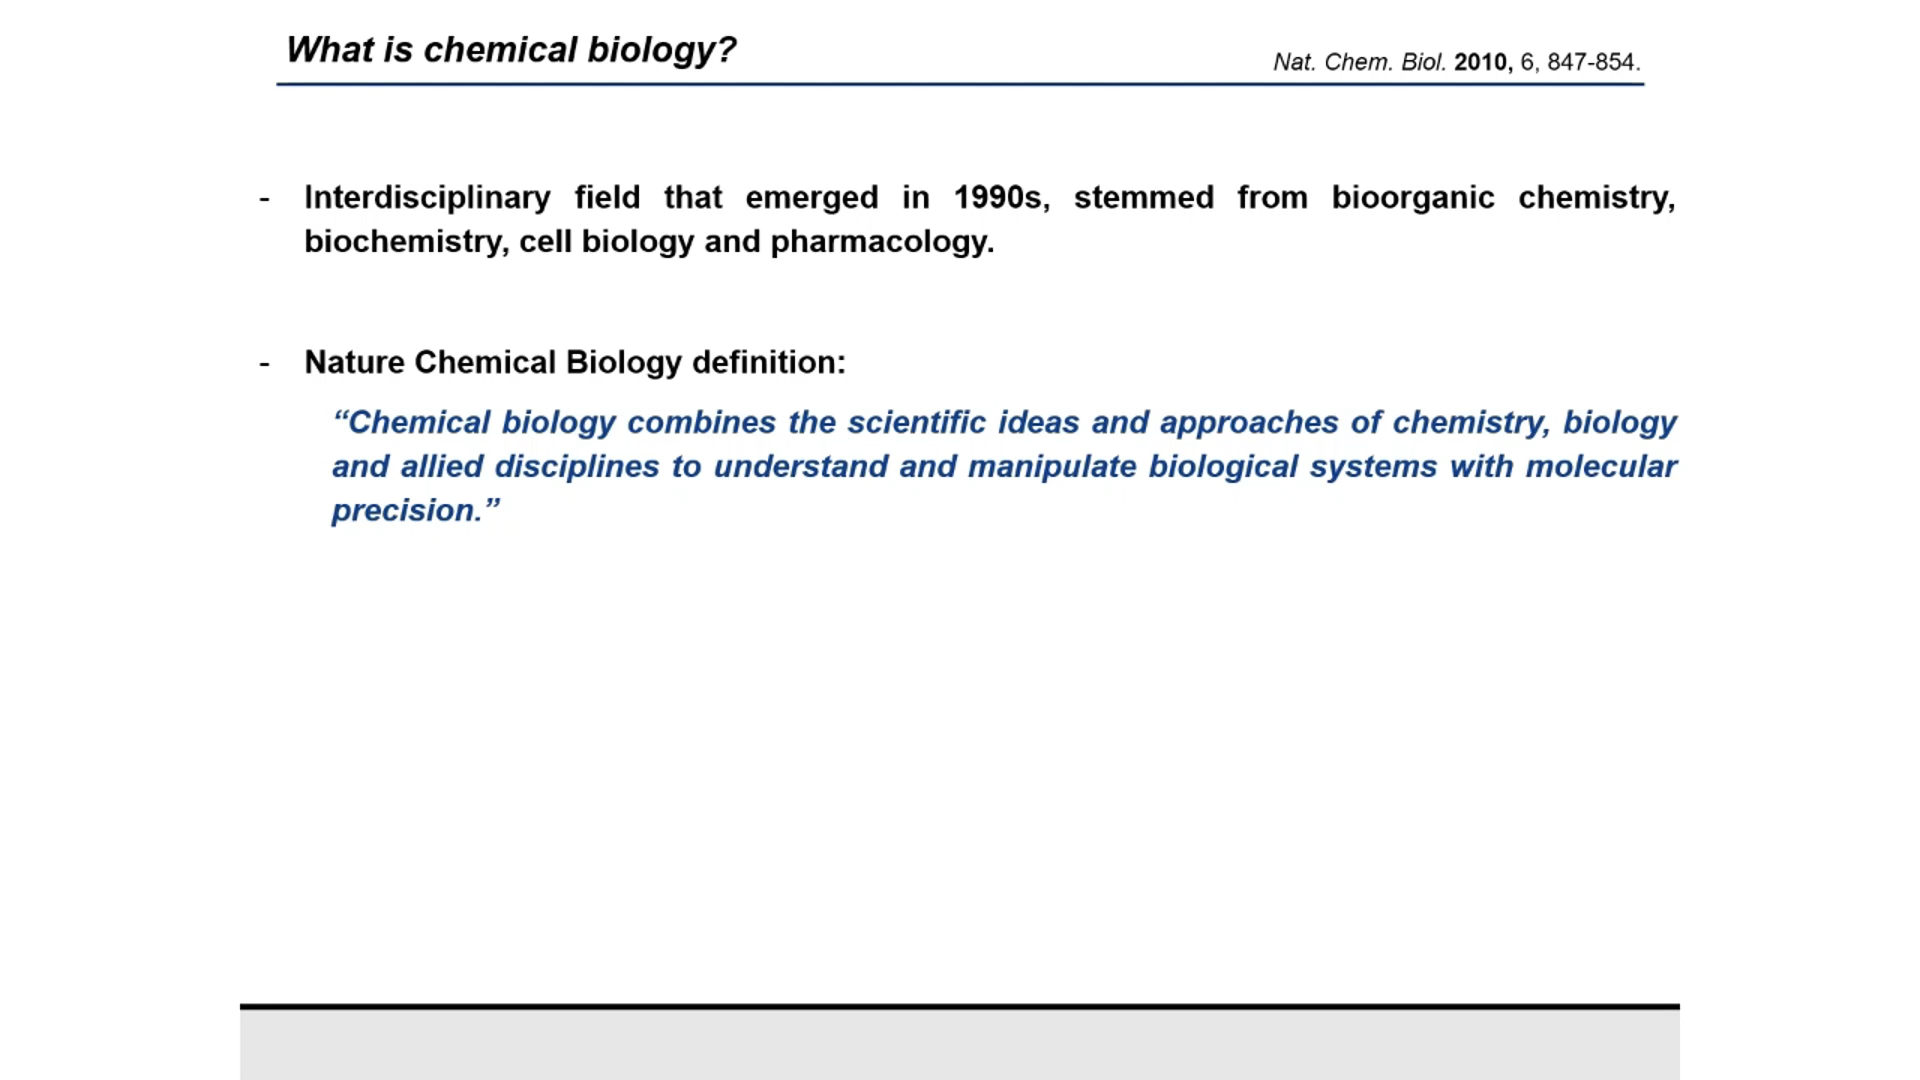 What is chemical biology?
Nat. Chem. Biol. 2010, 6, 847-854.
- Interdisciplinary field that emerged in 1990s, stemmed from bioorganic chemistry,
biochemistry, cell biology and pharmacology.
- Nature Chemical Biology definition:
“Chemical biology combines the scientific ideas and approaches of chemistry, biology
and allied disciplines to understand and manipulate biological systems with molecular
precision.”